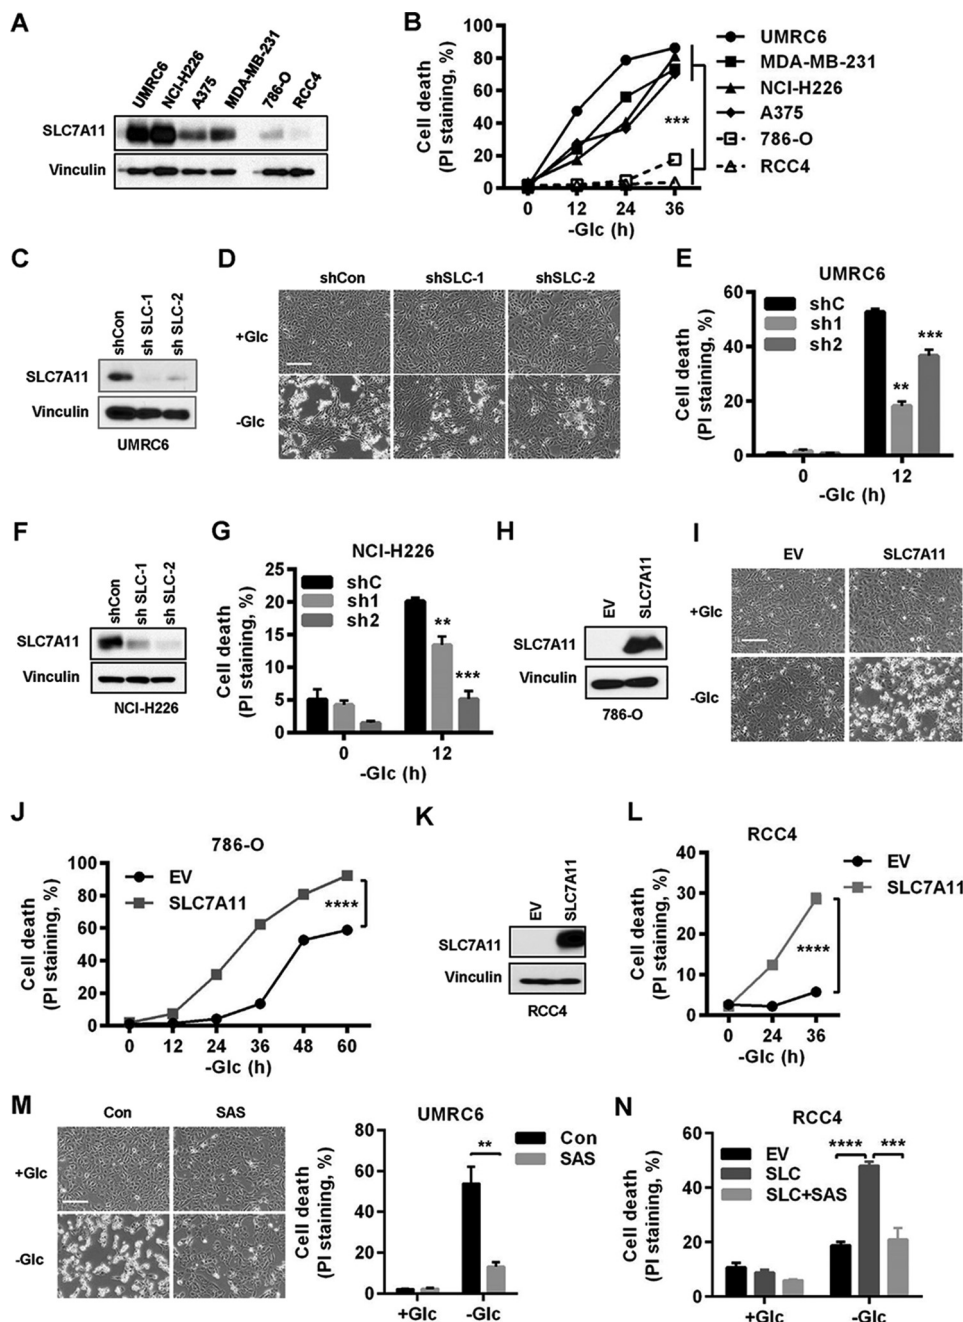 A
UMRC6
NCI-H226
A375
MDA-MB-231
786-O
RCC4
SLC7A11
Vinculin
B
Cell death
(PI staining, %)
100
80
60
40
20
0
0 12 24 36
-Glc (h)
***
UMRC6
MDA-MB-231
NCI-H226
A375
786-O
RCC4
C
shCon
sh SLC-1
sh SLC-2
SLC7A11
Vinculin
UMRC6
D
shCon shSLC-1 shSLC-2
+Glc
-Glc
E
UMRC6
Cell death
(PI staining, %)
60
40
20
0
shC
sh1
sh2
**
***
0 12
-Glc (h)
F
shCon
sh SLC-1
sh SLC-2
SLC7A11
Vinculin
NCI-H226
G
NCI-H226
Cell death
(PI staining, %)
25
20
15
10
5
0
shC
sh1
sh2
**
***
0 12
-Glc (h)
H
EV
SLC7A11
SLC7A11
Vinculin
786-O
I
EV SLC7A11
+Glc
-Glc
J
786-O
Cell death
(PI staining, %)
100
80
60
40
20
0
EV
SLC7A11
****
0 12 24 36 48 60
-Glc (h)
K
EV
SLC7A11
SLC7A11
Vinculin
RCC4
L
RCC4
Cell death
(PI staining, %)
40
30
20
10
0
EV
SLC7A11
****
0 24 36
-Glc (h)
M
Con SAS
+Glc
-Glc
UMRC6
Cell death
(PI staining, %)
80
60
40
20
0
Con
SAS
**
+Glc -Glc
N
RCC4
Cell death
(PI staining, %)
60
40
20
0
EV
SLC
SLC+SAS
**** ***
+Glc -Glc